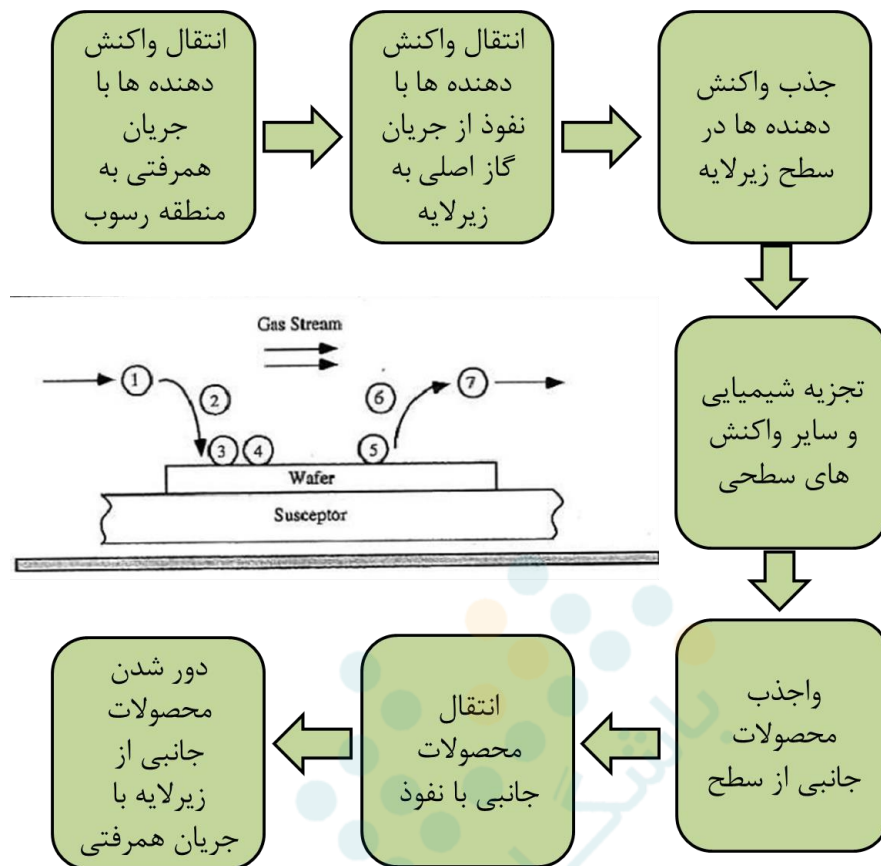 انتقال واکنش
دهنده ها با
جریان
همرفتی به
منطقه رسوب
انتقال واکنش
دهنده ها با
نفوذ از جریان
گاز اصلی به
زیرلایه
جذب واکنش
دهنده ها در
سطح زیرلایه
Gas Stream
1
2
3
4
5
6
7
Wafer
Susceptor
تجزیه شیمیایی
و سایر واکنش
های سطحی
واجذب
محصولات
جانبی از سطح
انتقال
محصولات
جانبی با نفوذ
دور شدن
محصولات
جانبی از
زیرلایه با
جریان همرفتی